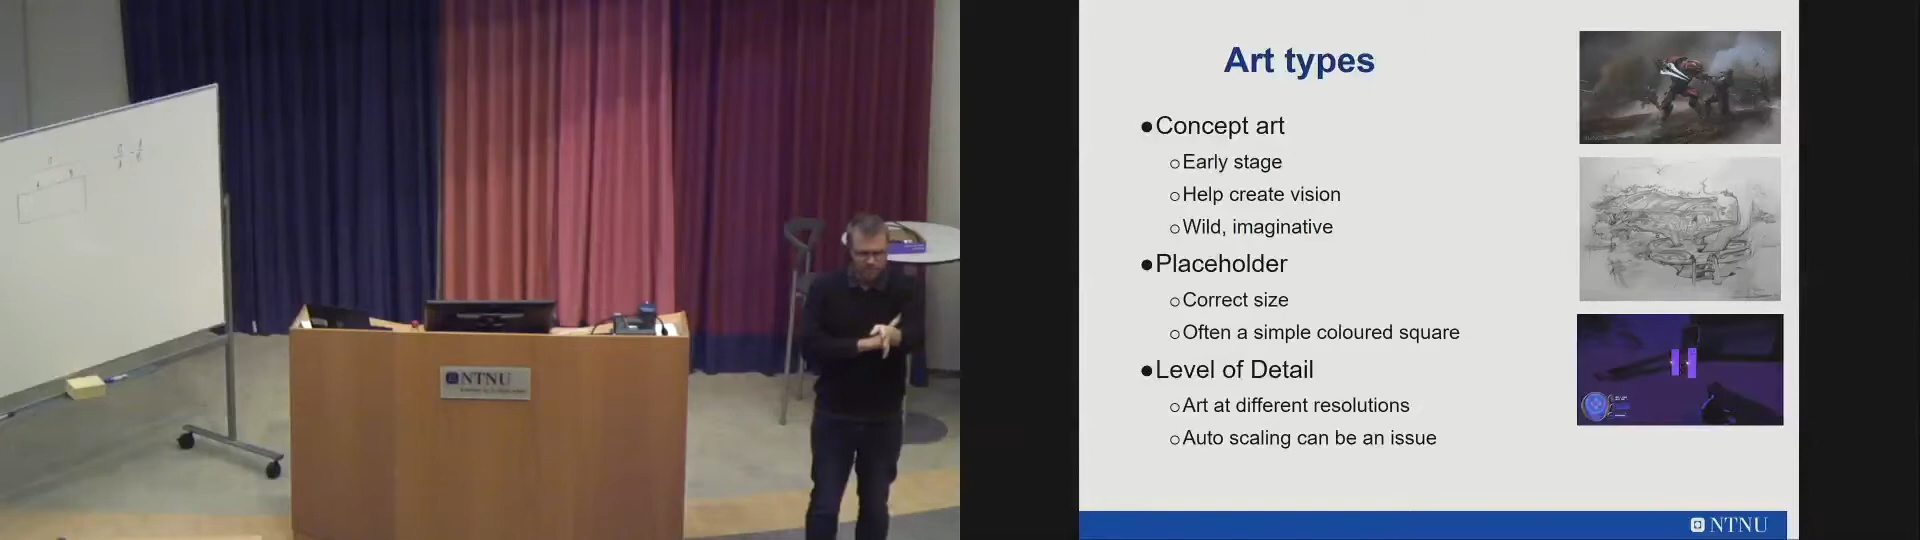 NTNU
Art types
●Concept art
○Early stage
○Help create vision
○Wild, imaginative
●Placeholder
○Correct size
○Often a simple coloured square
●Level of Detail
○Art at different resolutions
○Auto scaling can be an issue
NTNU